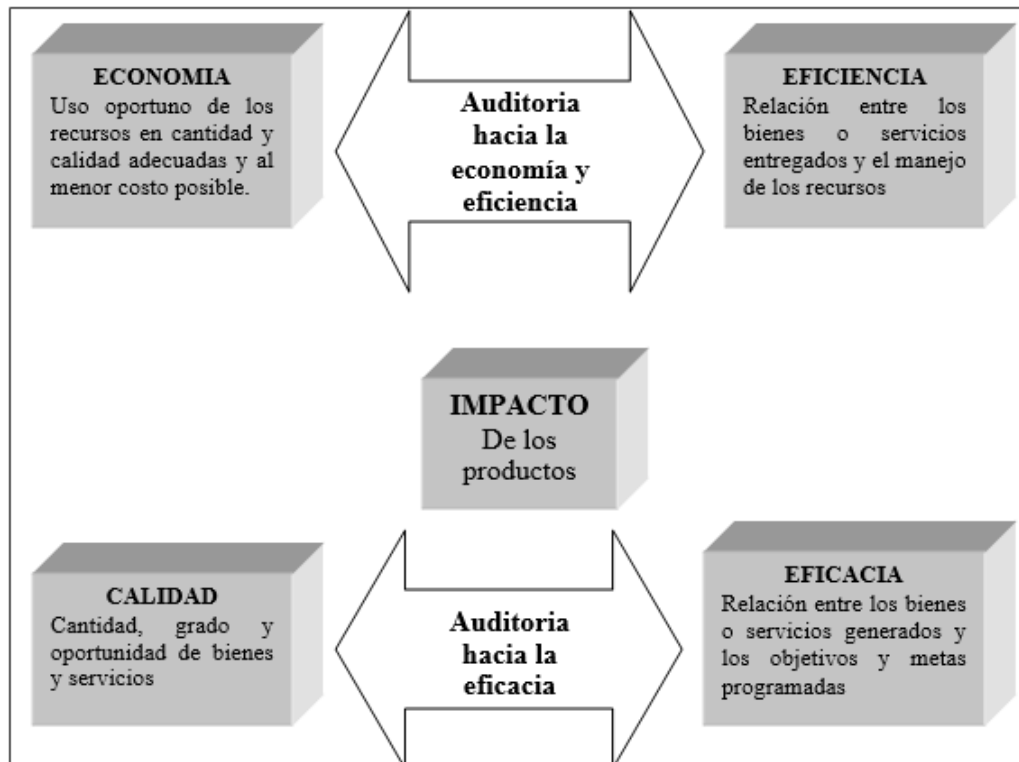 ECONOMIA
Uso oportuno de los
recursos en cantidad y
calidad adecuadas y al
menor costo posible.
Auditoria
hacia la
economía y
eficiencia
EFICIENCIA
Relación entre los
bienes o servicios
entregados y el manejo
de los recursos
IMPACTO
De los
productos
CALIDAD
Cantidad, grado y
oportunidad de bienes
y servicios
Auditoria
hacia la
eficacia
EFICACIA
Relación entre los bienes
o servicios generados y
los objetivos y metas
programadas